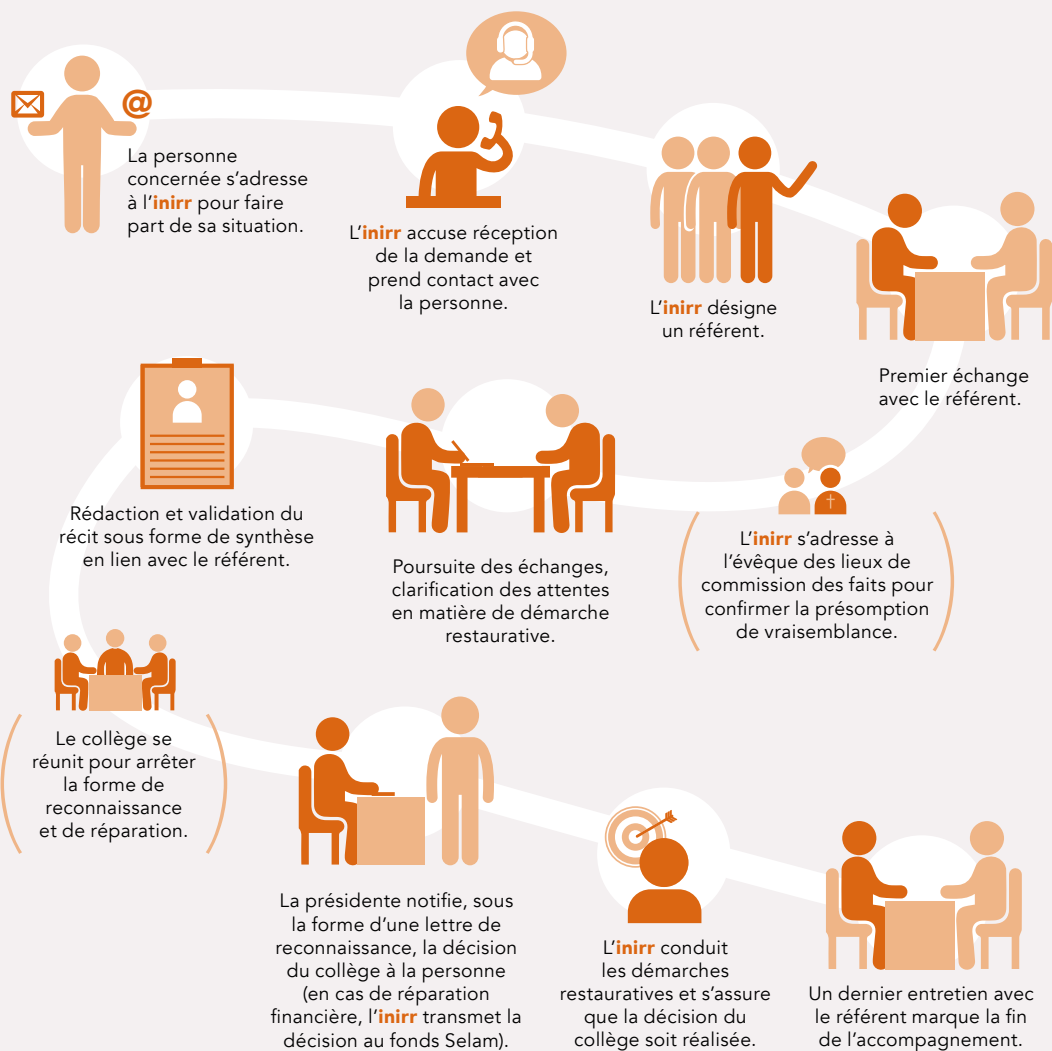 @
La personne
concernée s'adresse
à l'inirr pour faire
part de sa situation.
L'inirr accuse réception
de la demande et
prend contact avec
la personne.
L'inirr désigne
un référent.
Premier échange
avec le référent.
L'inirr s'adresse à
l'évêque des lieux de
commission des faits pour
confirmer la présomption
de vraisemblance.
Poursuite des échanges,
clarification des attentes
en matière de démarche
restaurative.
Rédaction et validation du
récit sous forme de synthèse
en lien avec le référent.
Le collège se
réunit pour arrêter
la forme de
reconnaissance
et de réparation.
La présidente notifie, sous
la forme d'une lettre de
reconnaissance, la décision
du collège à la personne
(en cas de réparation
financière, l'inirr transmet la
décision au fonds Selam).
L'inirr conduit
les démarches
restauratives et s'assure
que la décision du
collège soit réalisée.
Un dernier entretien avec
le référent marque la fin
de l'accompagnement.